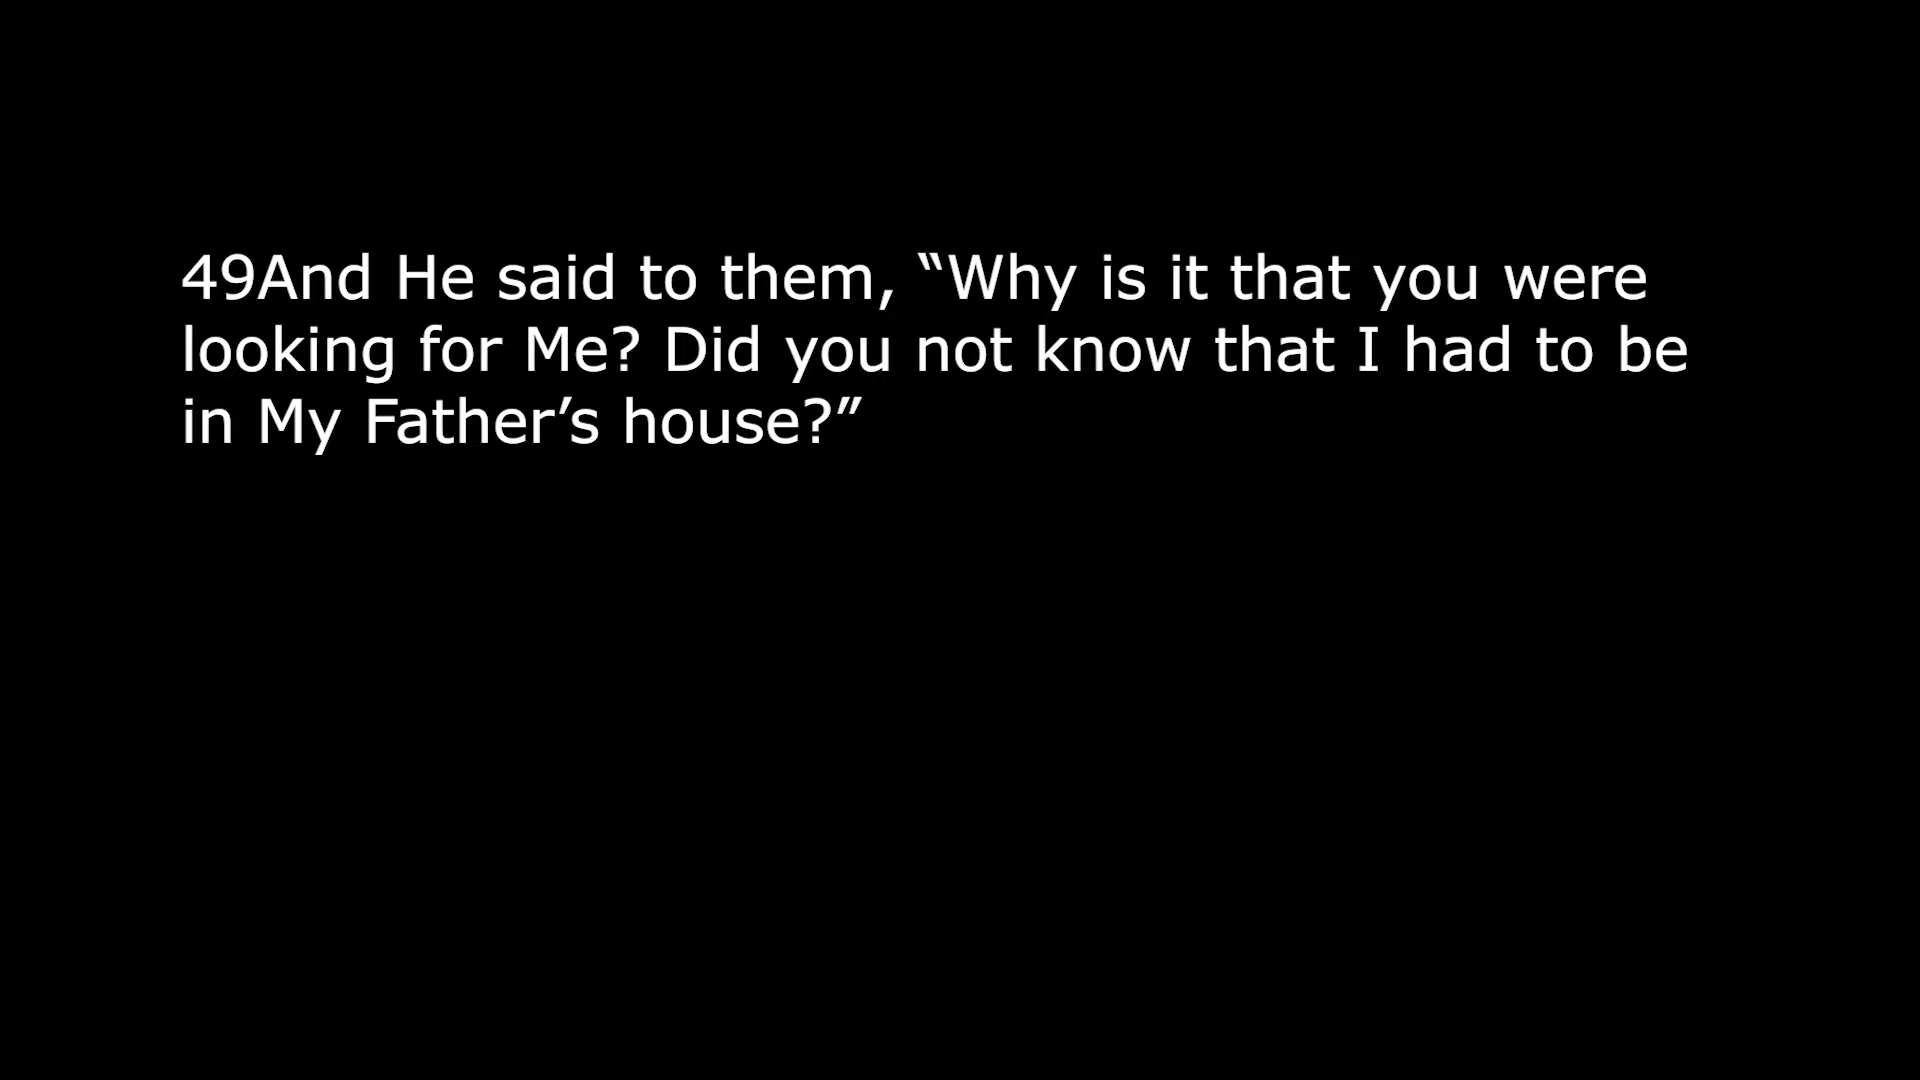 49And He said to them, “Why is it that you were
looking for Me? Did you not know that I had to be
in My Father’s house?”